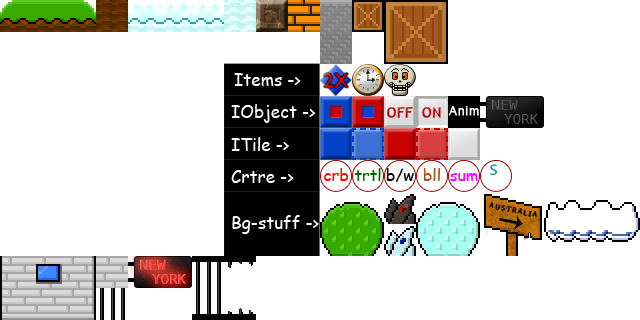 Items ->
2X
IObject ->
OFF
ON
Anim
NEW
YORK
ITile ->
Crtre ->
crb
trtl
b/w
bll
sum
S
Bg-stuff ->
AUSTRALIA
NEW
YORK